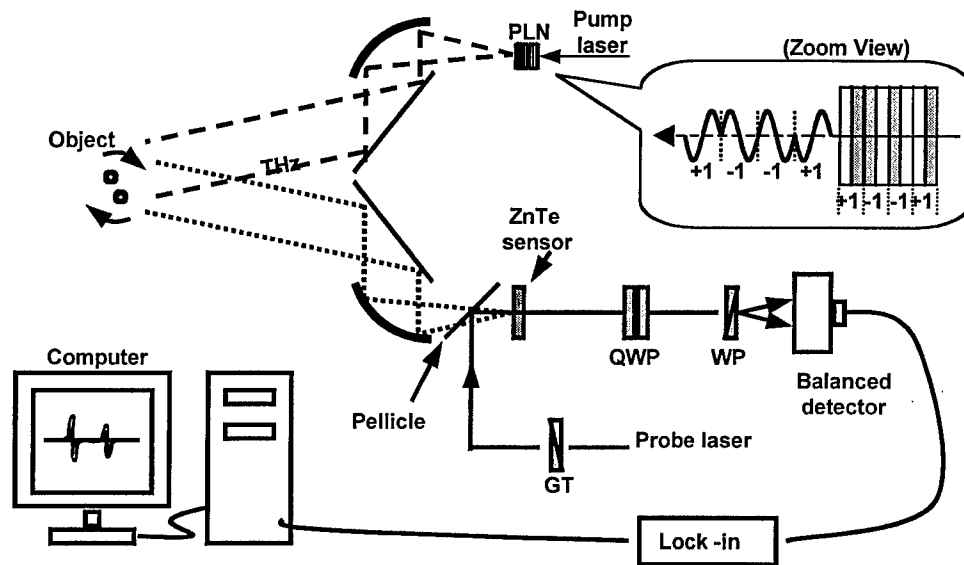 PLN
Pump
laser
(Zoom View)
Object
THz
+1 -1 -1 +1
+1 -1 -1 +1
ZnTe
sensor
QWP
WP
Balanced
detector
Computer
Pellicle
Probe laser
GT
Lock -in